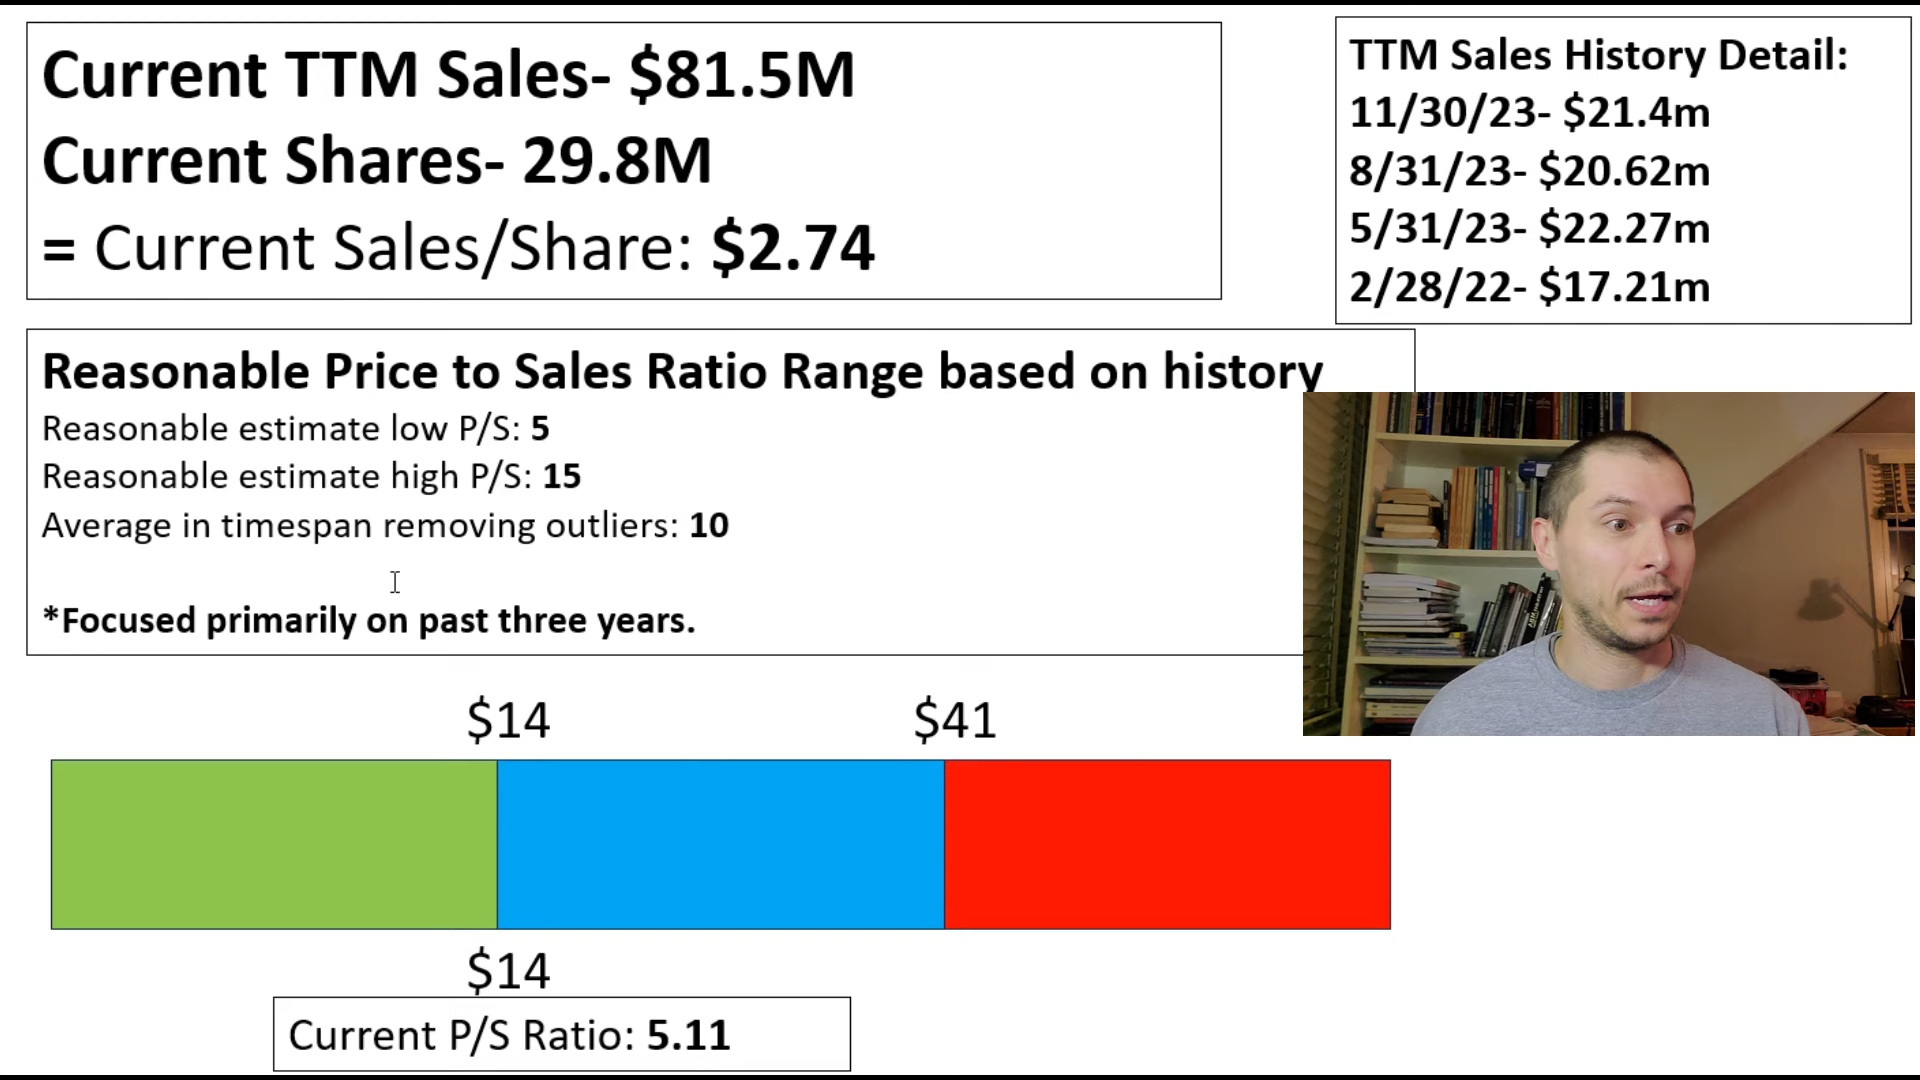 Current TTM Sales- $81.5M
Current Shares- 29.8M
= Current Sales/Share: $2.74
TTM Sales History Detail:
11/30/23- $21.4m
8/31/23- $20.62m
5/31/23- $22.27m
2/28/22- $17.21m
Reasonable Price to Sales Ratio Range based on history
Reasonable estimate low P/S: 5
Reasonable estimate high P/S: 15
Average in timespan removing outliers: 10
*Focused primarily on past three years.
$14
$41
$14
Current P/S Ratio: 5.11